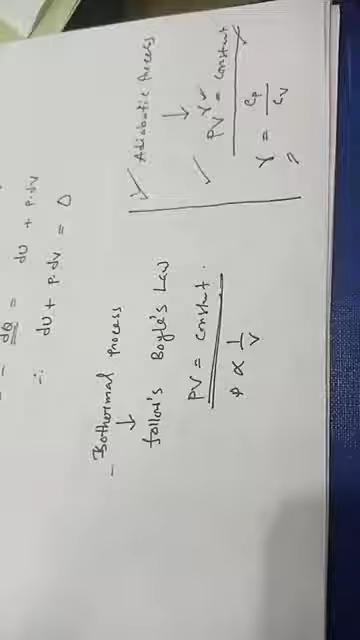 - dQ = dU + P.dV
∴ dU + P.dV = 0
- Isothermal Process
↓
follow's Boyle's Law
PV = constant.
P ∝ 1/V
Adiabatic Process
↓
PV^γ = constant
γ = Cp/Cv